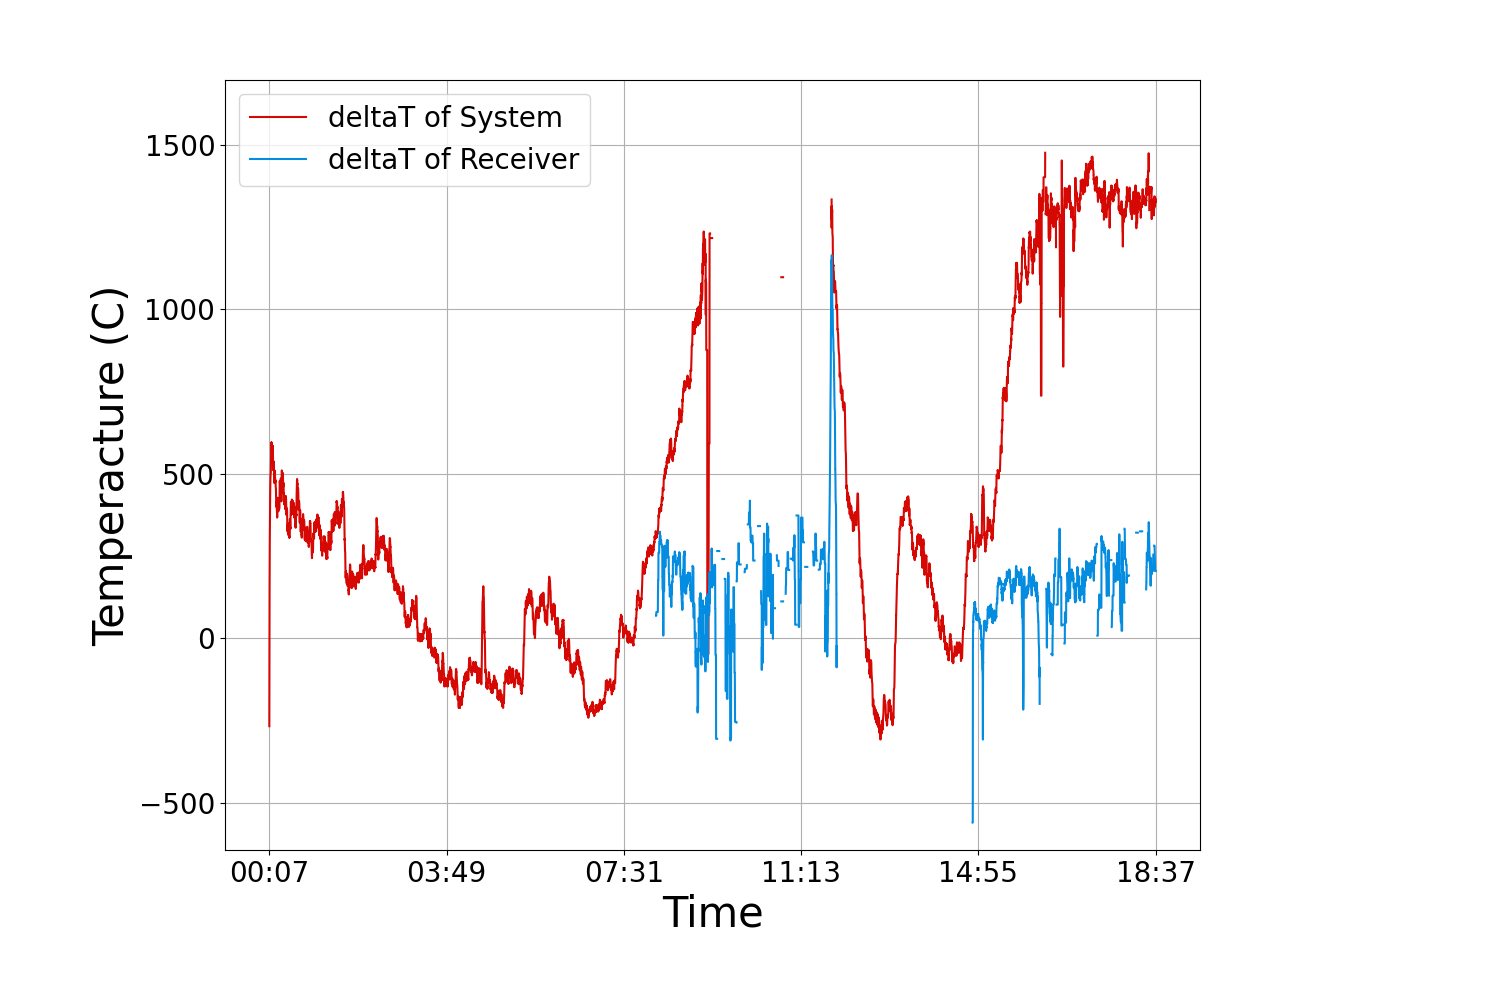 deltaT of System
deltaT of Receiver
1500
1000
500
0
−500
Temperacture (C)
00:07 03:49 07:31 11:13 14:55 18:37
Time